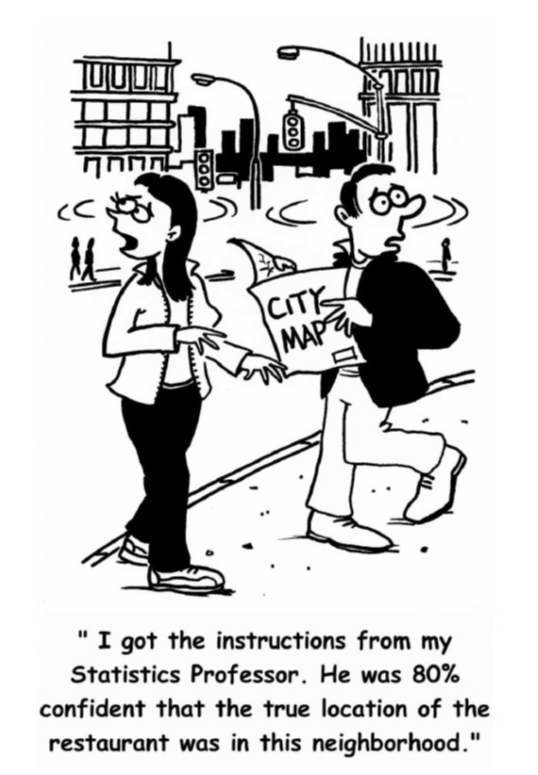 CITY
MAP
" I got the instructions from my
Statistics Professor. He was 80%
confident that the true location of the
restaurant was in this neighborhood."